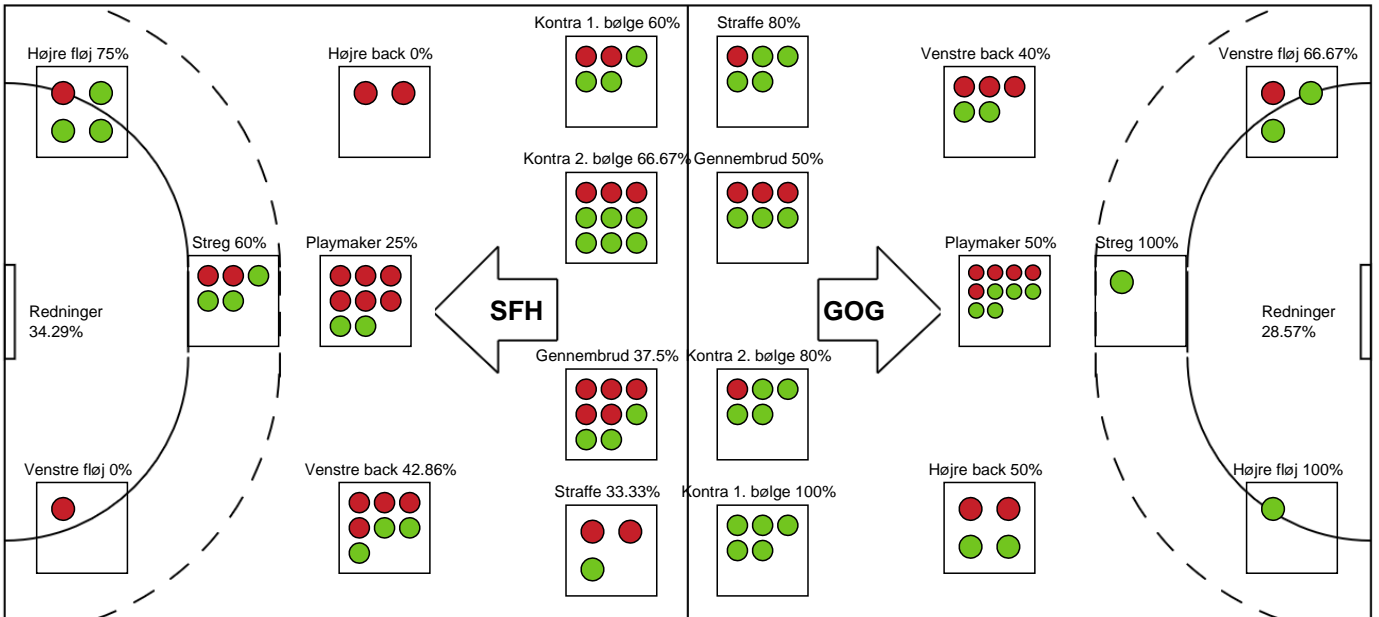 Kontra 1. bølge 60%
Straffe 80%
Højre fløj 75%
Højre back 0%
Venstre back 40%
Venstre fløj 66.67%
Kontra 2. bølge 66.67%
Gennembrud 50%
Streg 60%
Playmaker 25%
Playmaker 50%
Streg 100%
Redninger
34.29%
SFH
GOG
Redninger
28.57%
Gennembrud 37.5%
Kontra 2. bølge 80%
Venstre fløj 0%
Venstre back 42.86%
Højre back 50%
Højre fløj 100%
Straffe 33.33%
Kontra 1. bølge 100%